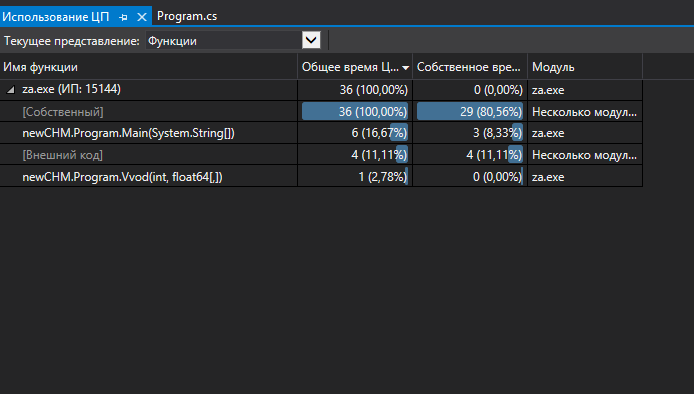 Использование ЦП Program.cs
Текущее представление: Функции
Имя функции Общее время Ц... Собственное вре... Модуль
za.exe (ИП: 15144) 36 (100,00%) 0 (0,00%) za.exe
[Собственный] 36 (100,00%) 29 (80,56%) Несколько модул...
newCHM.Program.Main(System.String[]) 6 (16,67%) 3 (8,33%) za.exe
[Внешний код] 4 (11,11%) 4 (11,11%) Несколько модул...
newCHM.Program.Vvod(int, float64[,]) 1 (2,78%) 0 (0,00%) za.exe